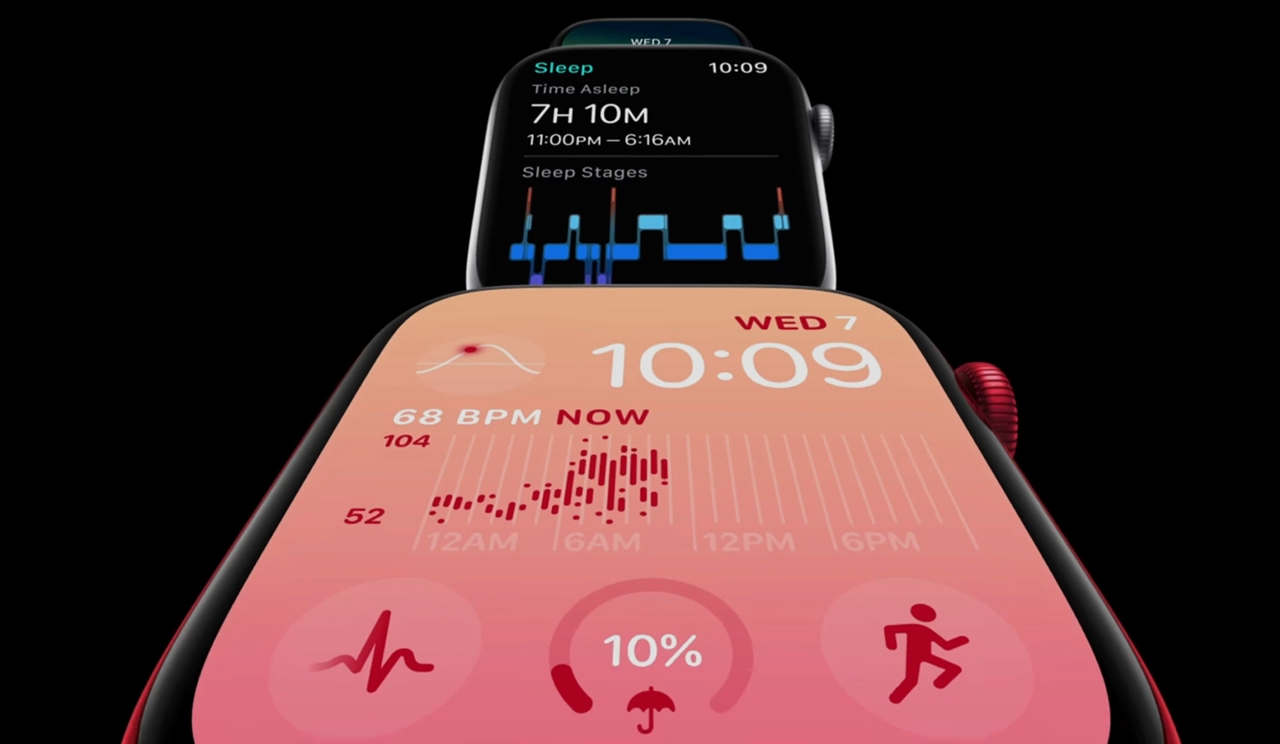 WED 7
Sleep 10:09
Time Asleep
7H 10M
11:00PM – 6:16AM
Sleep Stages
WED 7
10:09
68 BPM NOW
104
52
12AM 6AM 12PM 6PM
10%